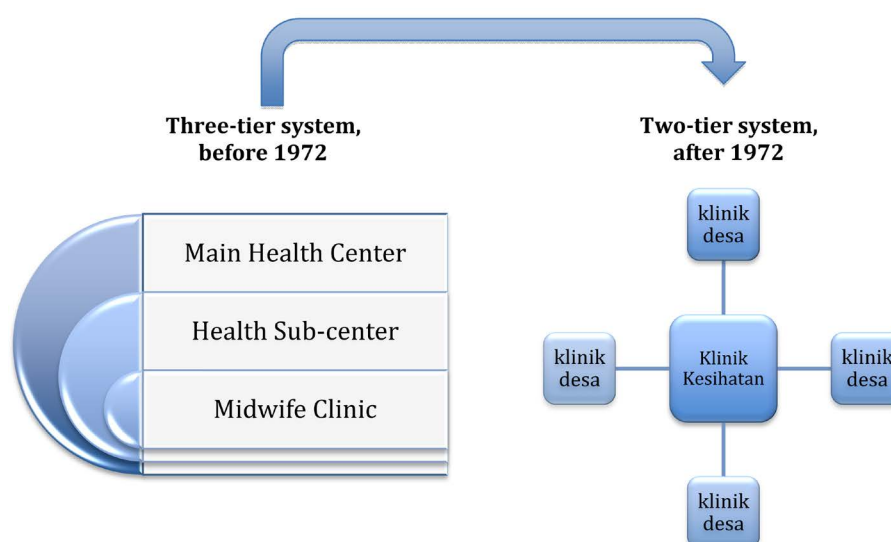 Three-tier system,
before 1972
Main Health Center
Health Sub-center
Midwife Clinic
Two-tier system,
after 1972
klinik
desa
klinik
desa
Klinik
Kesihatan
klinik
desa
klinik
desa